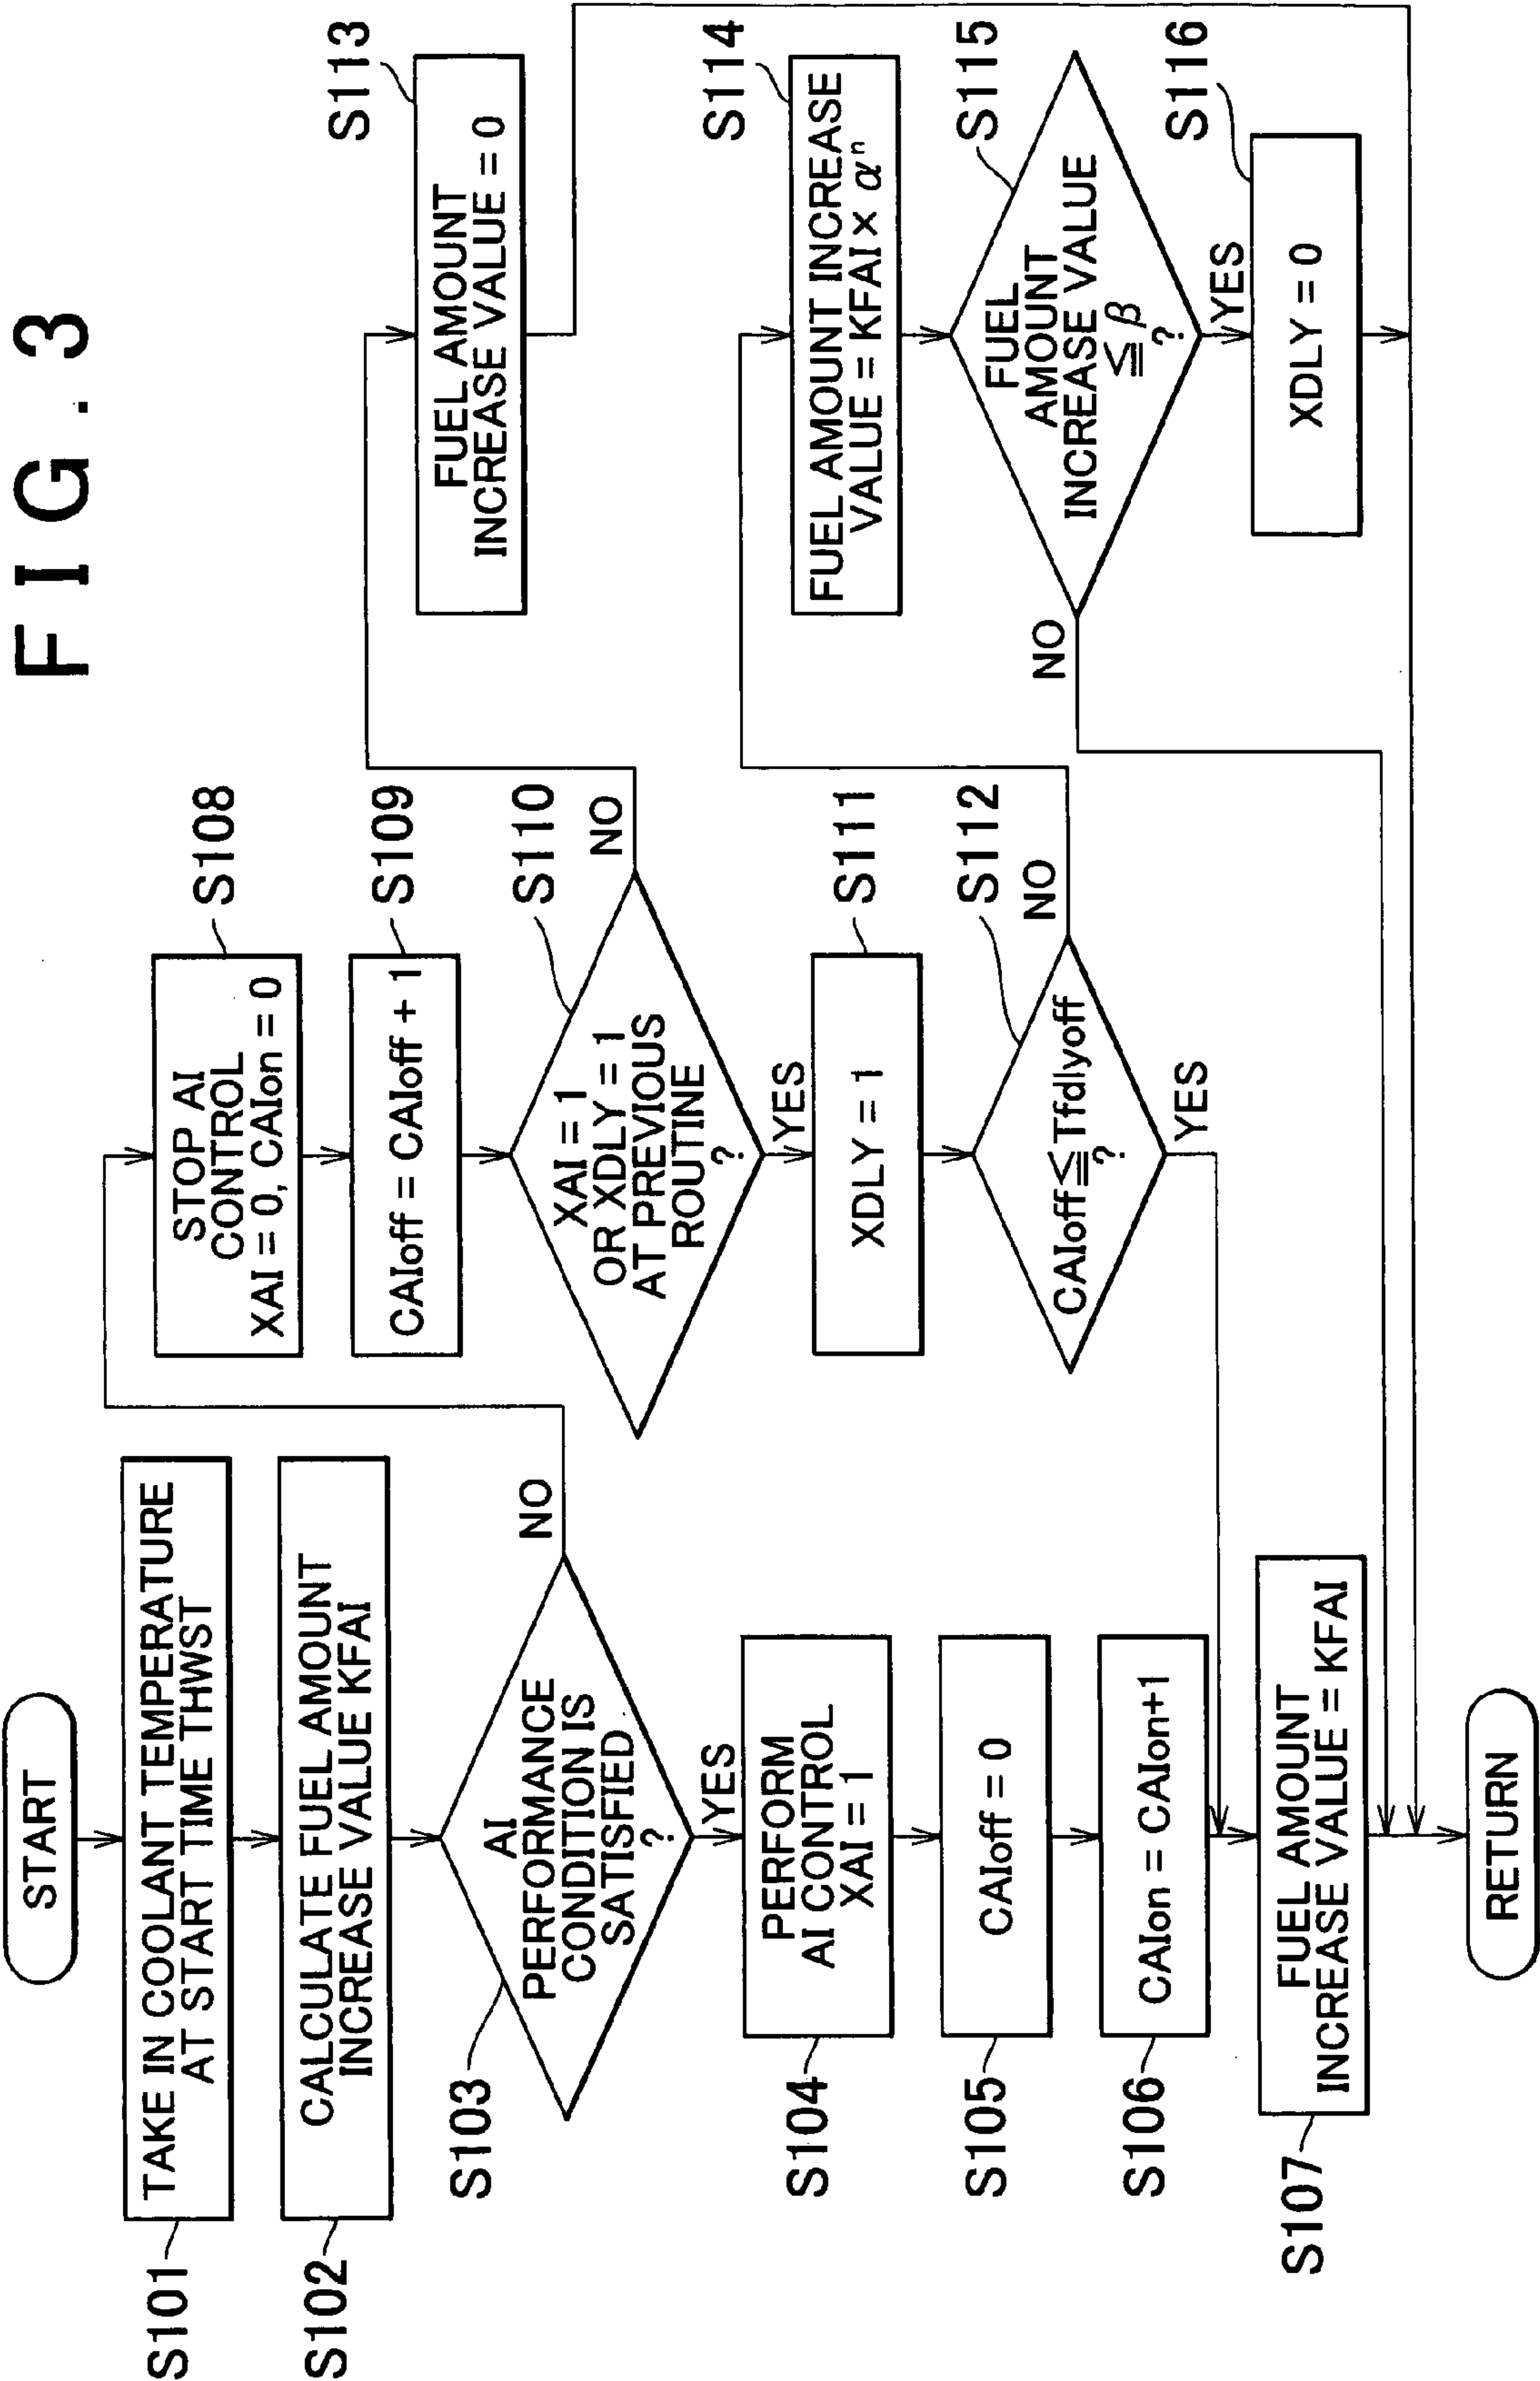 FIG. 3
START
TAKE IN COOLANT TEMPERATURE
AT START TIME THWST
S101
CALCULATE FUEL AMOUNT
INCREASE VALUE KFAI
S102
AI
PERFORMANCE
CONDITION IS
SATISFIED
?
S103
NO
YES
PERFORM
AI CONTROL
XAI = 1
S104
CAIoff = 0
S105
CAIon = CAIon+1
S106
FUEL AMOUNT
INCREASE VALUE = KFAI
S107
RETURN
STOP AI
CONTROL
XAI = 0, CAIon = 0
S108
CAIoff = CAIoff + 1
S109
XAI = 1
OR XDLY = 1
AT PREVIOUS
ROUTINE
?
S110
NO
YES
XDLY = 1
S111
CAIoff≦Tfdlyoff
?
S112
NO
YES
FUEL AMOUNT
INCREASE VALUE = 0
S113
FUEL AMOUNT INCREASE
VALUE = KFAI × αⁿ
S114
FUEL
AMOUNT
INCREASE VALUE
≦ β
?
S115
NO
YES
XDLY = 0
S116